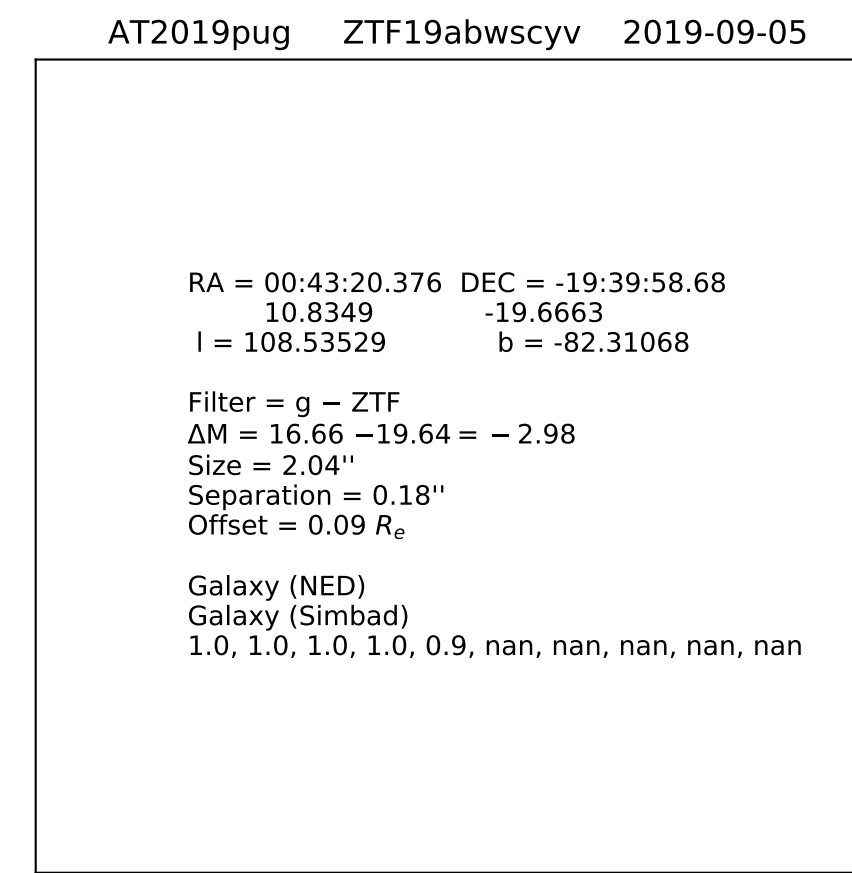 AT2019pug ZTF19abwscyv 2019-09-05
RA = 00:43:20.376 DEC = -19:39:58.68
10.8349 -19.6663
l = 108.53529 b = -82.31068
Filter = g − ZTF
ΔM = 16.66 −19.64 = − 2.98
Size = 2.04''
Separation = 0.18''
Offset = 0.09 Re
Galaxy (NED)
Galaxy (Simbad)
1.0, 1.0, 1.0, 1.0, 0.9, nan, nan, nan, nan, nan